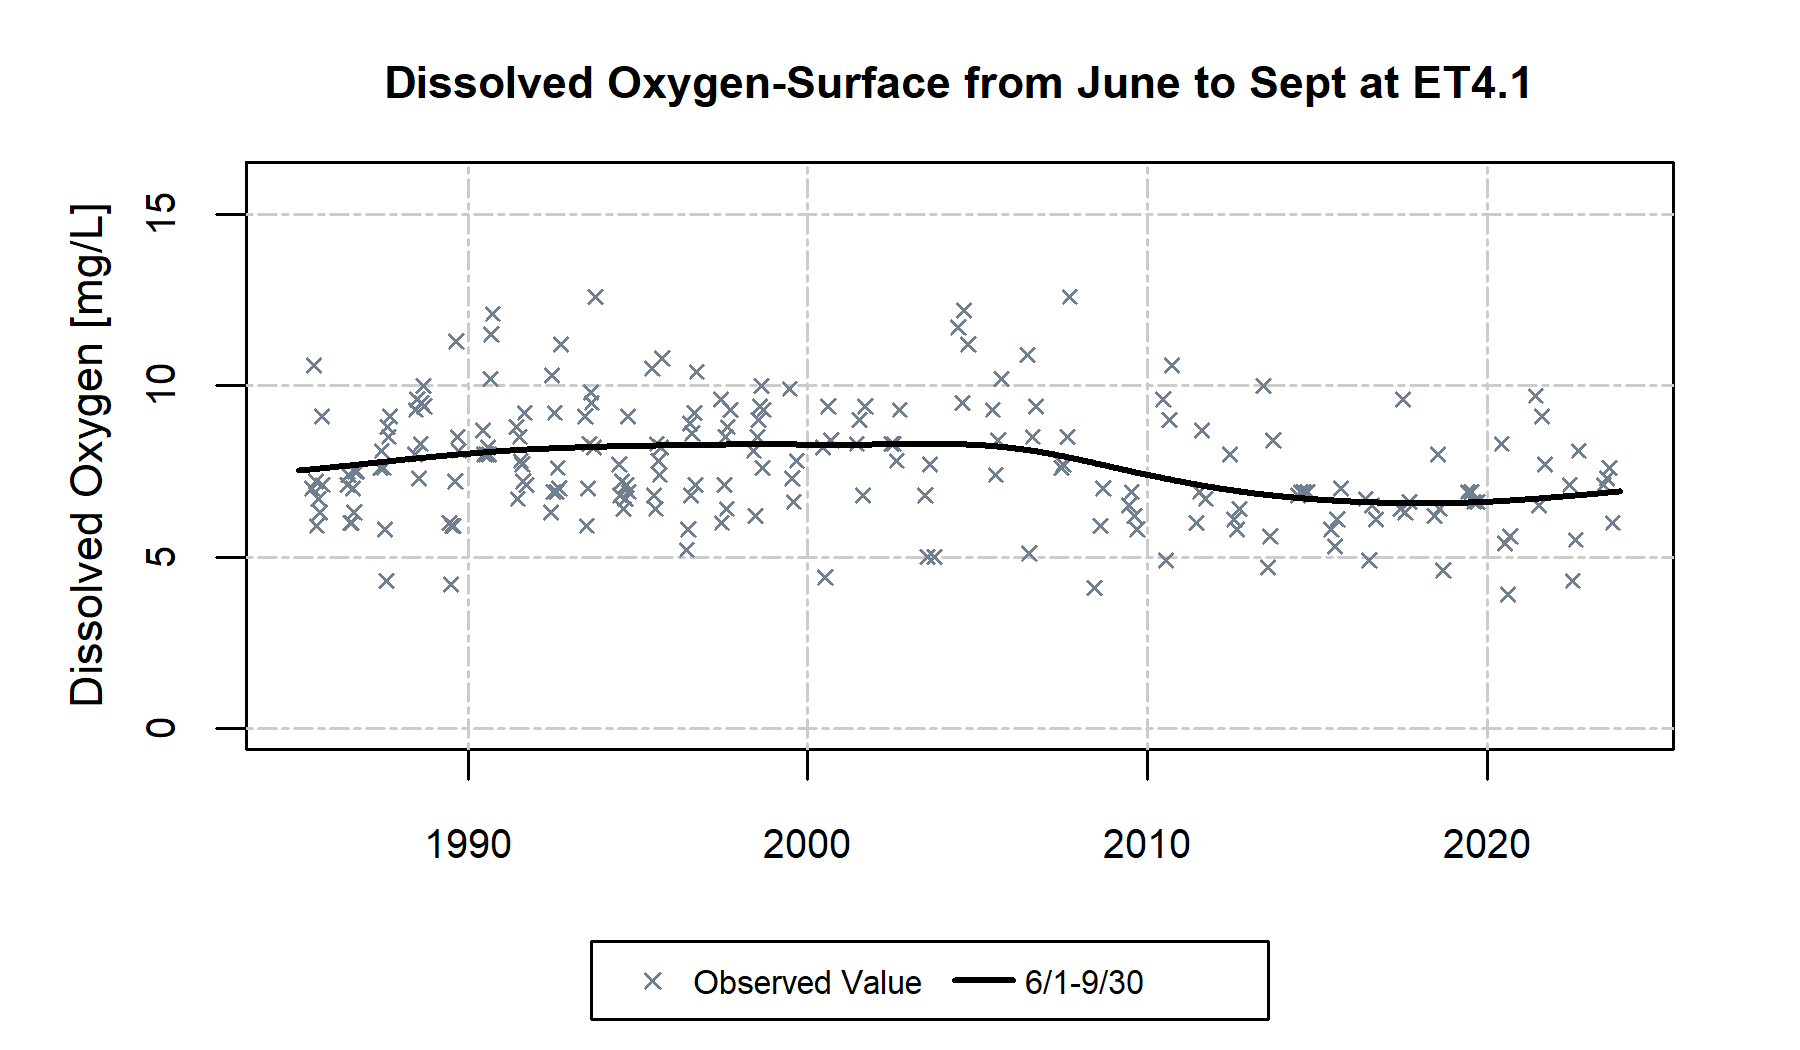 Dissolved Oxygen-Surface from June to Sept at ET4.1
Dissolved Oxygen [mg/L]
15
10
5
0
1990 2000 2010 2020
Observed Value 6/1-9/30